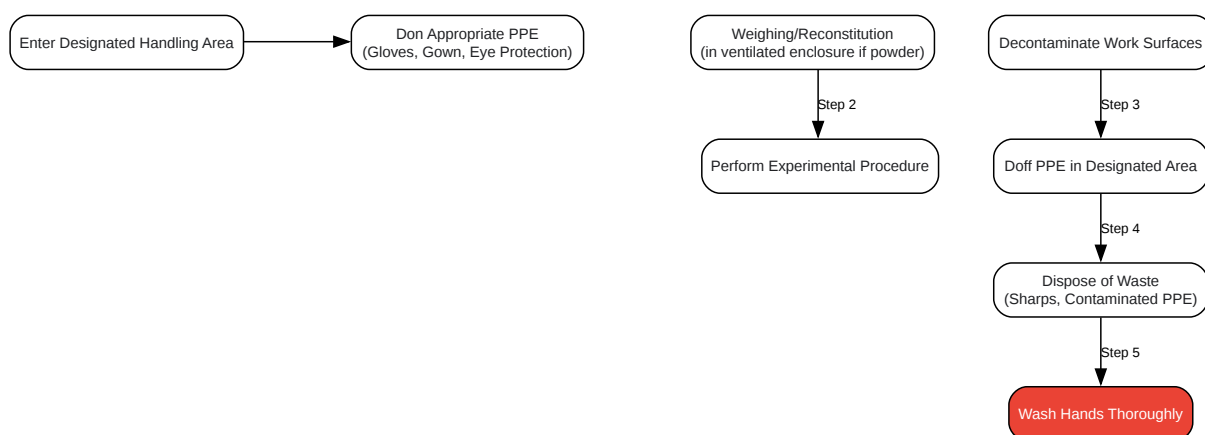 Enter Designated Handling Area
Don Appropriate PPE
(Gloves, Gown, Eye Protection)
Weighing/Reconstitution
(in ventilated enclosure if powder)
Step 2
Perform Experimental Procedure
Decontaminate Work Surfaces
Step 3
Doff PPE in Designated Area
Step 4
Dispose of Waste
(Sharps, Contaminated PPE)
Step 5
Wash Hands Thoroughly